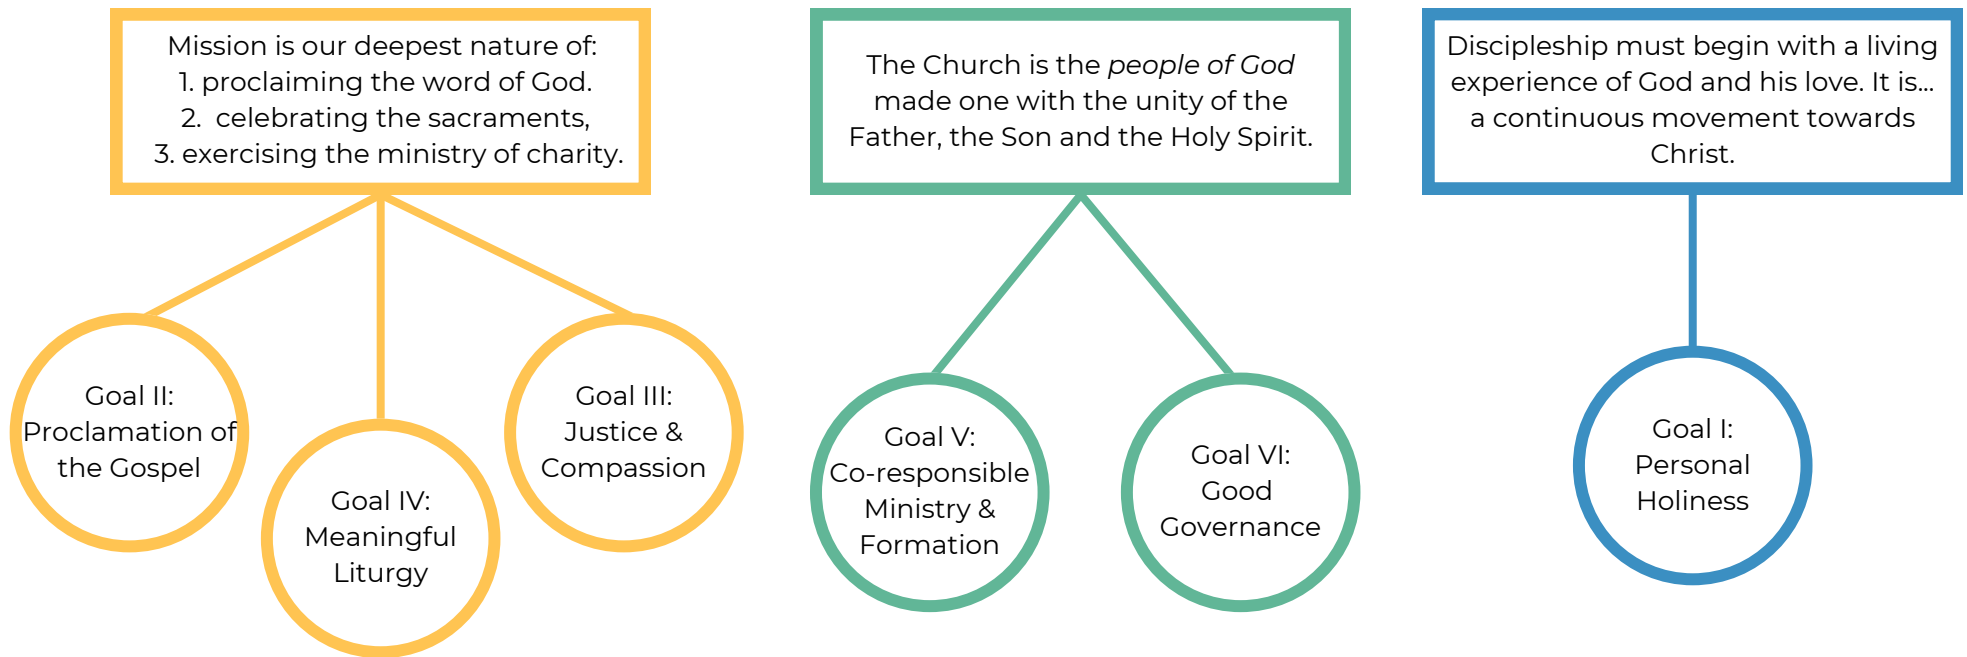 Mission is our deepest nature of:
1. proclaiming the word of God.
2. celebrating the sacraments,
3. exercising the ministry of charity.
The Church is the people of God
made one with the unity of the
Father, the Son and the Holy Spirit.
Discipleship must begin with a living
experience of God and his love. It is...
a continuous movement towards
Christ.
Goal II:
Proclamation of
the Gospel
Goal IV:
Meaningful
Liturgy
Goal III:
Justice &
Compassion
Goal V:
Co-responsible
Ministry &
Formation
Goal VI:
Good
Governance
Goal I:
Personal
Holiness